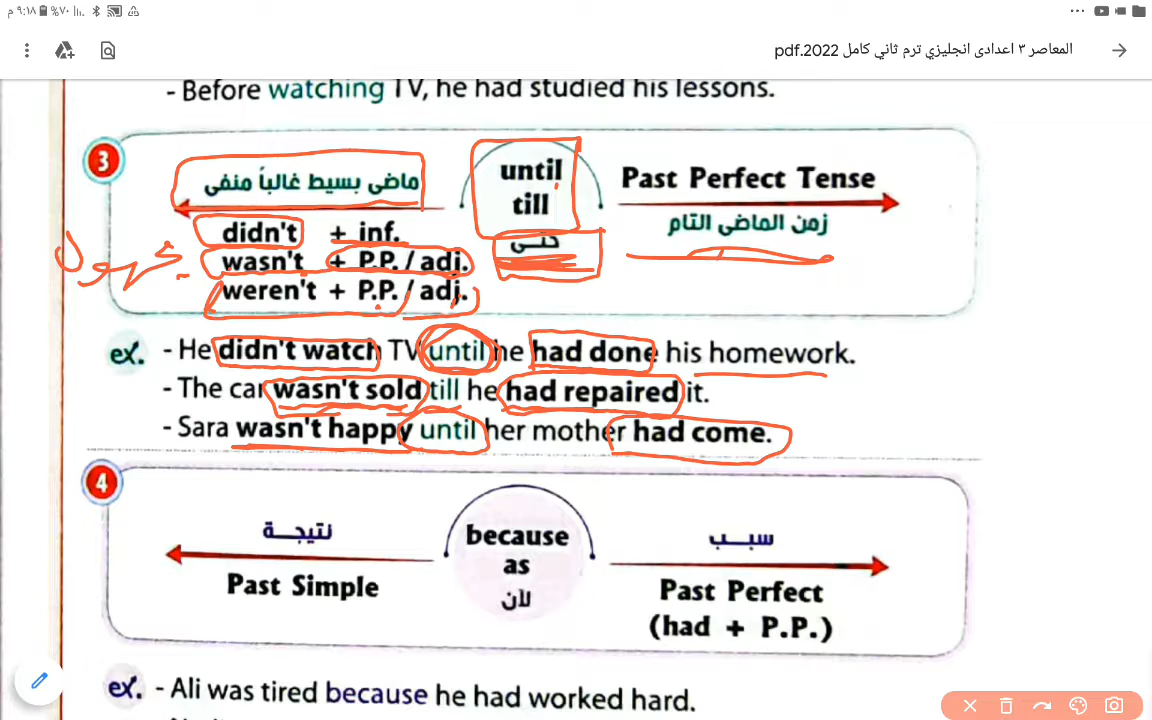 م ٩:١٨ %٧٠
المعاصر ٣ اعدادى انجليزي ترم ثاني كامل 2022.pdf
- Before watching TV, he had studied his lessons.
3
ماضى بسيط غالباً منفى
until
till
حتى
Past Perfect Tense
زمن الماضى التام
didn't + inf.
wasn't + P.P. / adj.
weren't + P.P. / adj.
مجهول
ex. - He didn't watch TV until he had done his homework.
- The car wasn't sold till he had repaired it.
- Sara wasn't happy until her mother had come.
4
نتيجة
Past Simple
because
as
لأن
سبب
Past Perfect
(had + P.P.)
ex. - Ali was tired because he had worked hard.